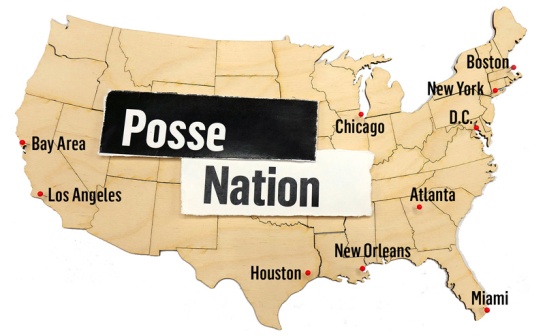 Boston
New York
D.C.
Posse
Chicago
Bay Area
Nation
Los Angeles
Atlanta
New Orleans
Houston
Miami